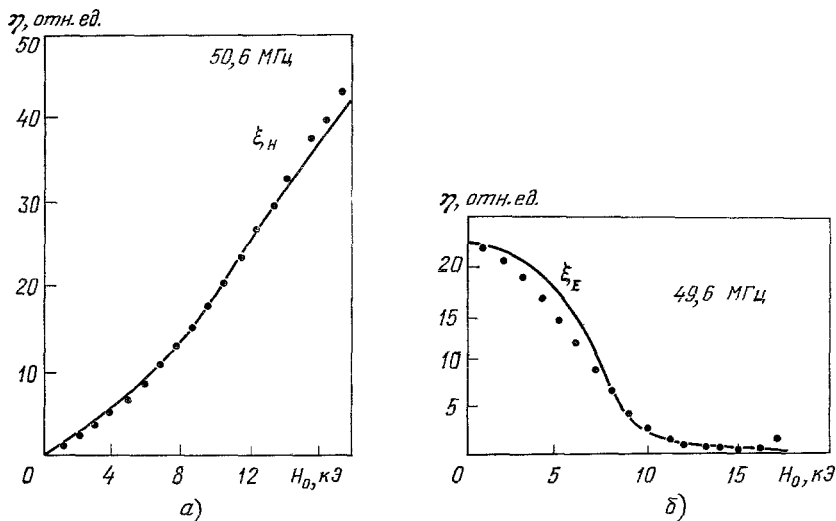 η, отн. ед.
50
40
30
20
10
0
50,6 МГц
ξ_H
4
8
12
H₀, кЭ
а)
η, отн. ед.
20
15
10
5
0
ξ_E
49,6 МГц
5
10
15
H₀, кЭ
б)